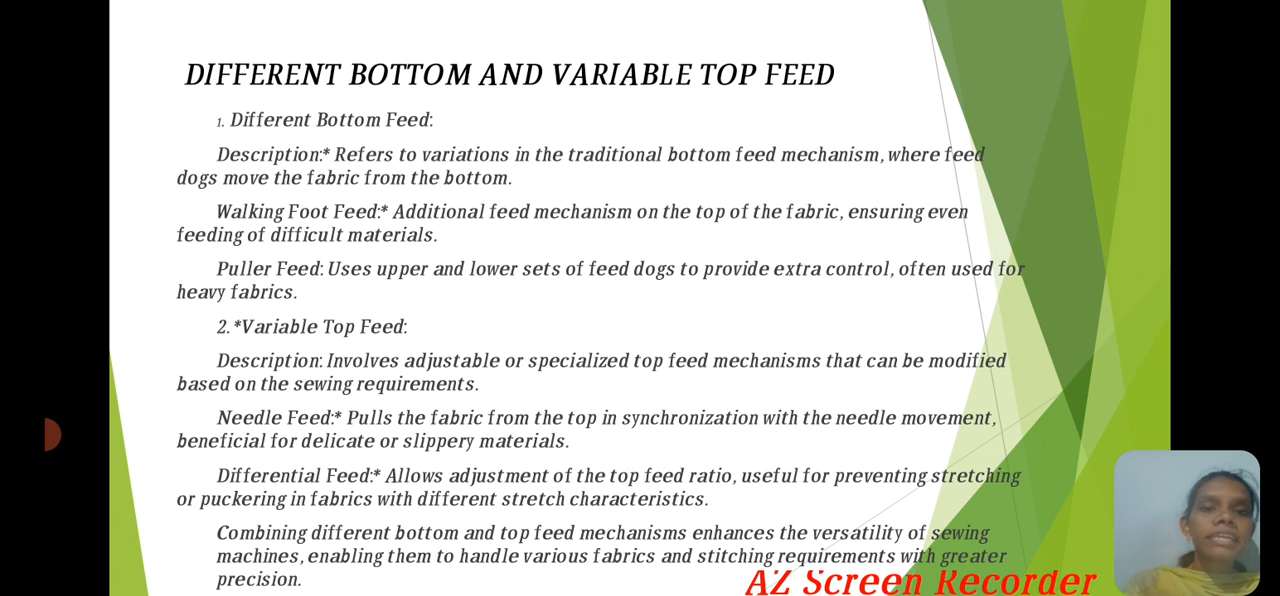 DIFFERENT BOTTOM AND VARIABLE TOP FEED
1. Different Bottom Feed:
Description:* Refers to variations in the traditional bottom feed mechanism, where feed
dogs move the fabric from the bottom.
Walking Foot Feed:* Additional feed mechanism on the top of the fabric, ensuring even
feeding of difficult materials.
Puller Feed: Uses upper and lower sets of feed dogs to provide extra control, often used for
heavy fabrics.
2. *Variable Top Feed:
Description: Involves adjustable or specialized top feed mechanisms that can be modified
based on the sewing requirements.
Needle Feed:* Pulls the fabric from the top in synchronization with the needle movement,
beneficial for delicate or slippery materials.
Differential Feed:* Allows adjustment of the top feed ratio, useful for preventing stretching
or puckering in fabrics with different stretch characteristics.
Combining different bottom and top feed mechanisms enhances the versatility of sewing
machines, enabling them to handle various fabrics and stitching requirements with greater
precision.
AZ Screen Recorder